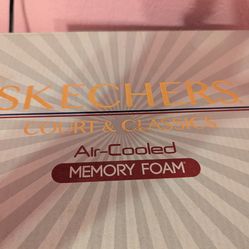 SKECHERS
COURT & CLASSICS
Air-Cooled
MEMORY FOAM